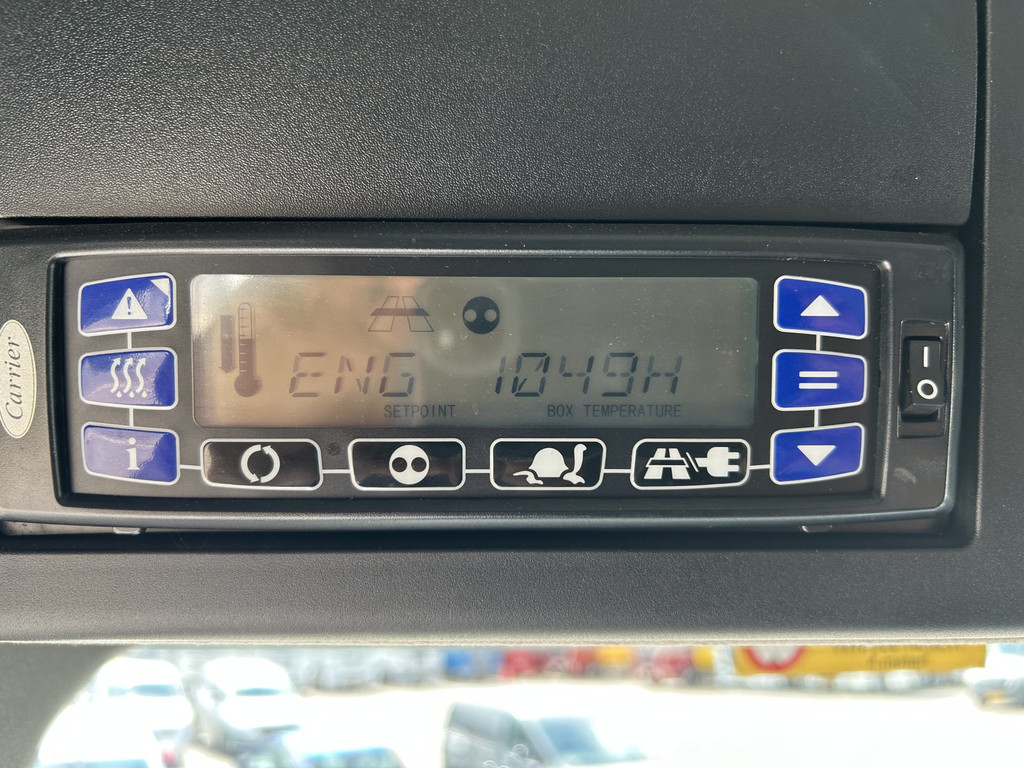 ENG 1049H
SETPOINT BOX TEMPERATURE
Carrier
i
I
O